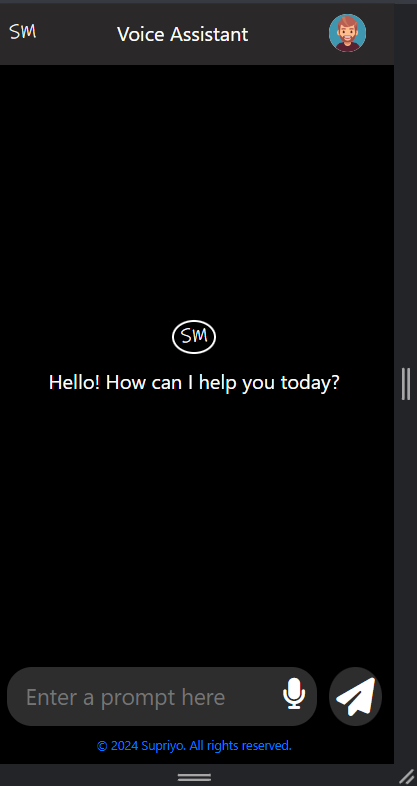 SM
Voice Assistant
SM
Hello! How can I help you today?
Enter a prompt here
© 2024 Supriyo. All rights reserved.